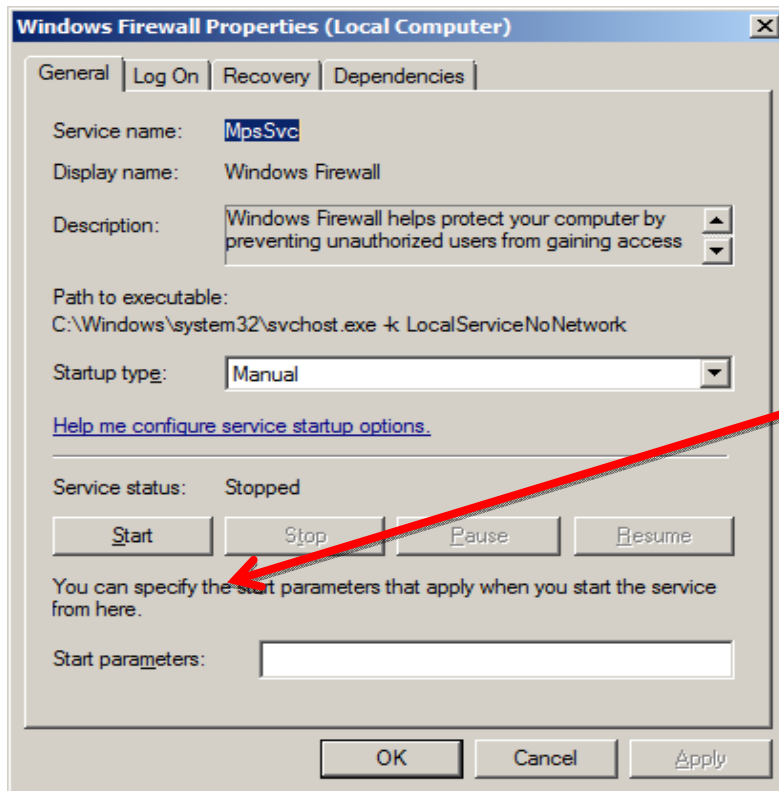 Windows Firewall Properties (Local Computer)
General Log On Recovery Dependencies
Service name: MpsSvc
Display name: Windows Firewall
Description: Windows Firewall helps protect your computer by
preventing unauthorized users from gaining access
Path to executable:
C:\Windows\system32\svchost.exe -k LocalServiceNoNetwork
Startup type: Manual
Help me configure service startup options.
Service status: Stopped
Start Stop Pause Resume
You can specify the start parameters that apply when you start the service
from here.
Start parameters:
OK Cancel Apply